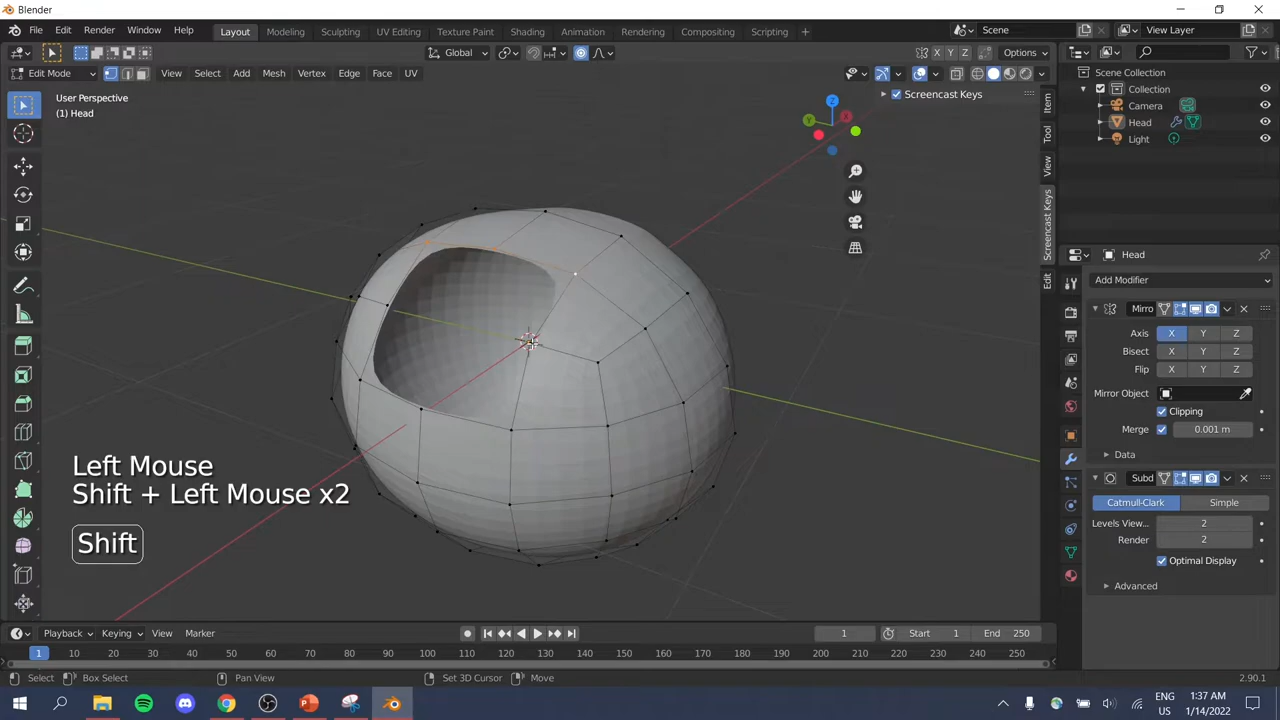 Blender
File Edit Render Window Help Layout Modeling Sculpting UV Editing Texture Paint Shading Animation Rendering Compositing Scripting + Scene View Layer
Global X Y Z Options
Edit Mode View Select Add Mesh Vertex Edge Face UV
User Perspective
(1) Head
Screencast Keys
Z
Y
X
Item
Tool
View
Screencast Keys
Edit
Scene Collection
Collection
Camera
Head
Light
Head
Add Modifier
Mirro
Axis X Y Z
Bisect X Y Z
Flip X Y Z
Mirror Object
Clipping
Merge 0.001 m
Data
Subd
Catmull-Clark Simple
Levels View... 2
Render 2
Optimal Display
Advanced
Left Mouse
Shift + Left Mouse x2
Shift
Playback Keying View Marker 1 Start 1 End 250
1 10 20 30 40 50 60 70 80 90 100 110 120 130 140 150 160 170 180 190 200 210 220 230 240 250
Select Box Select Pan View Set 3D Cursor Move 2.90.1
ENG
US
1:37 AM
1/14/2022